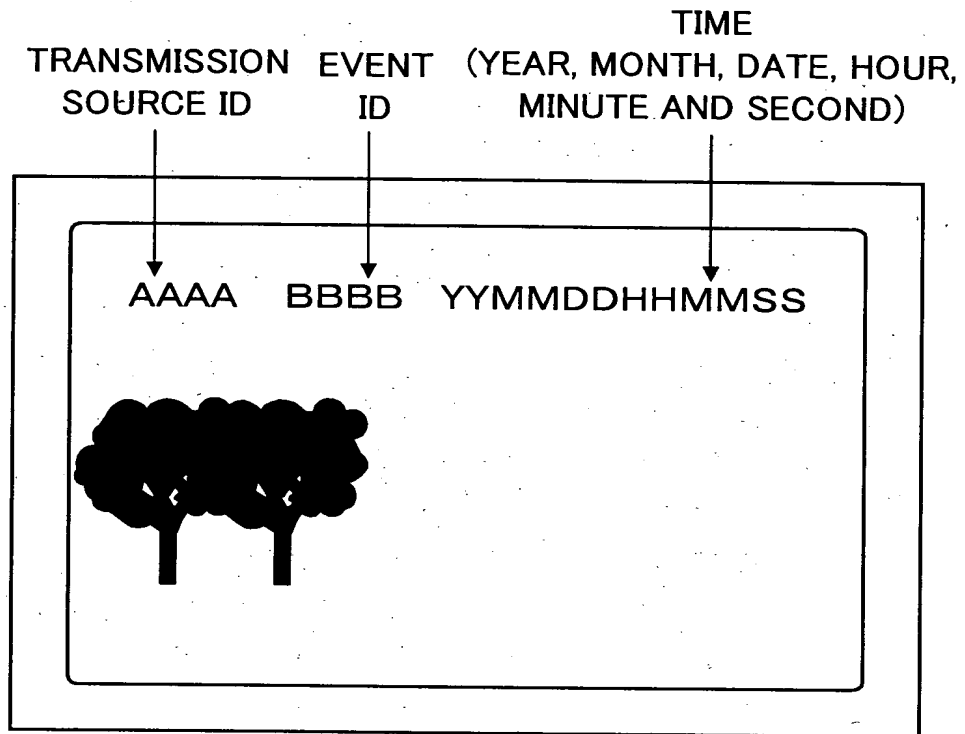 TRANSMISSION SOURCE ID
EVENT ID
TIME
(YEAR, MONTH, DATE, HOUR, MINUTE AND SECOND)
AAAA BBBB YYMMDDHHMMSS